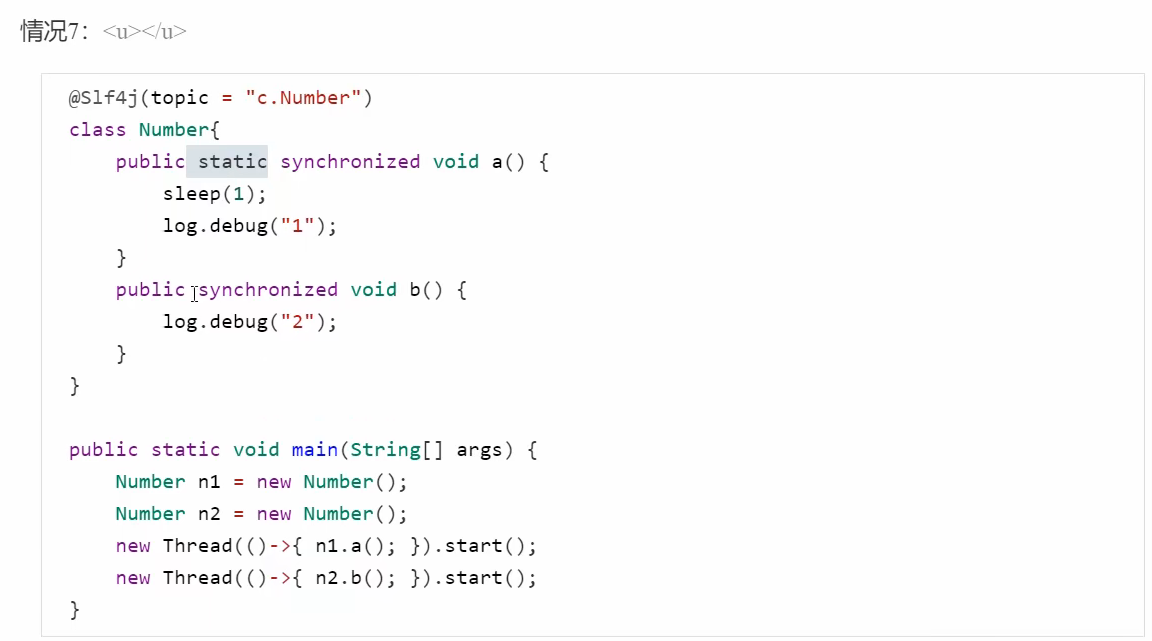 情况7：<u></u>
@Slf4j(topic = "c.Number")
class Number{
    public static synchronized void a() {
        sleep(1);
        log.debug("1");
    }
    public synchronized void b() {
        log.debug("2");
    }
}

public static void main(String[] args) {
    Number n1 = new Number();
    Number n2 = new Number();
    new Thread(()->{ n1.a(); }).start();
    new Thread(()->{ n2.b(); }).start();
}